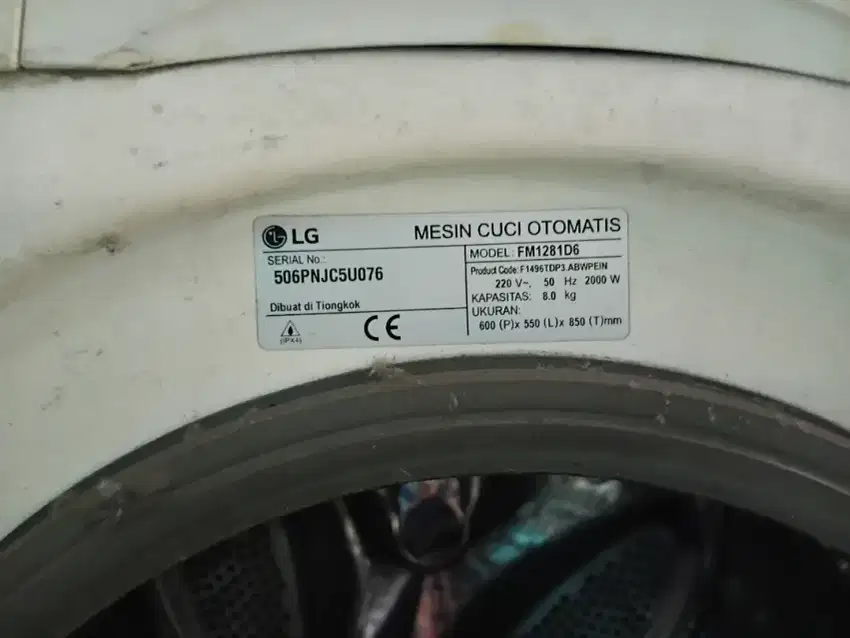 LG MESIN CUCI OTOMATIS
SERIAL No.:
506PNJC5U076
Dibuat di Tiongkok
(IPX4)
CE
MODEL: FM1281D6
Product Code: F1496TDP3.ABWPEIN
220 V~, 50 Hz 2000 W
KAPASITAS: 8.0 kg
UKURAN:
600 (P)x 550 (L)x 850 (T)mm